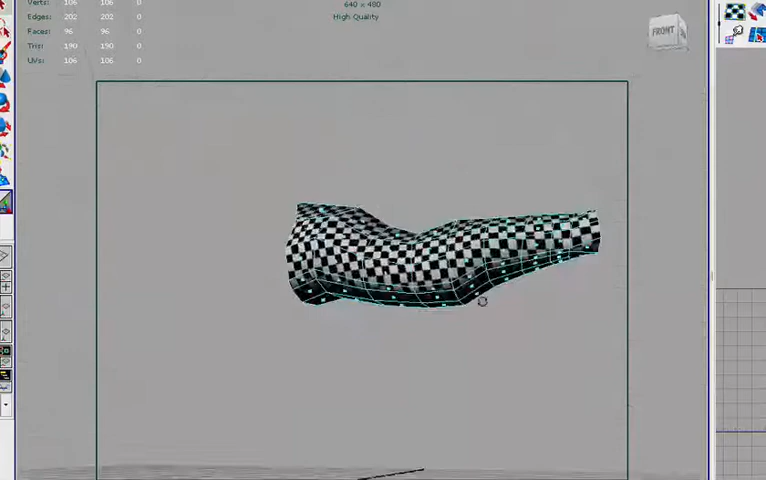 Verts: 106 106 0
640 x 480
Edges: 202 202 0
High Quality
Faces: 96 96 0
FRONT
Tris: 190 190 0
UVs: 106 106 0